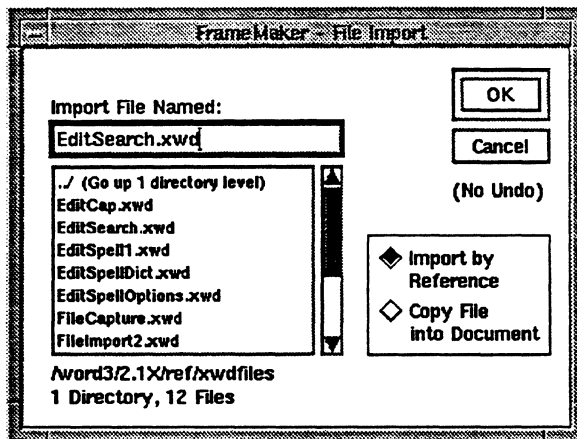 FrameMaker - File Import
Import File Named:
EditSearch.xwd
../ (Go up 1 directory level)
EditCap.xwd
EditSearch.xwd
EditSpell1.xwd
EditSpellDict.xwd
EditSpellOptions.xwd
FileCapture.xwd
FileImport2.xwd
/word3/2.1X/ref/xwdfiles
1 Directory, 12 Files
OK
Cancel
(No Undo)
Import by
Reference
Copy File
into Document